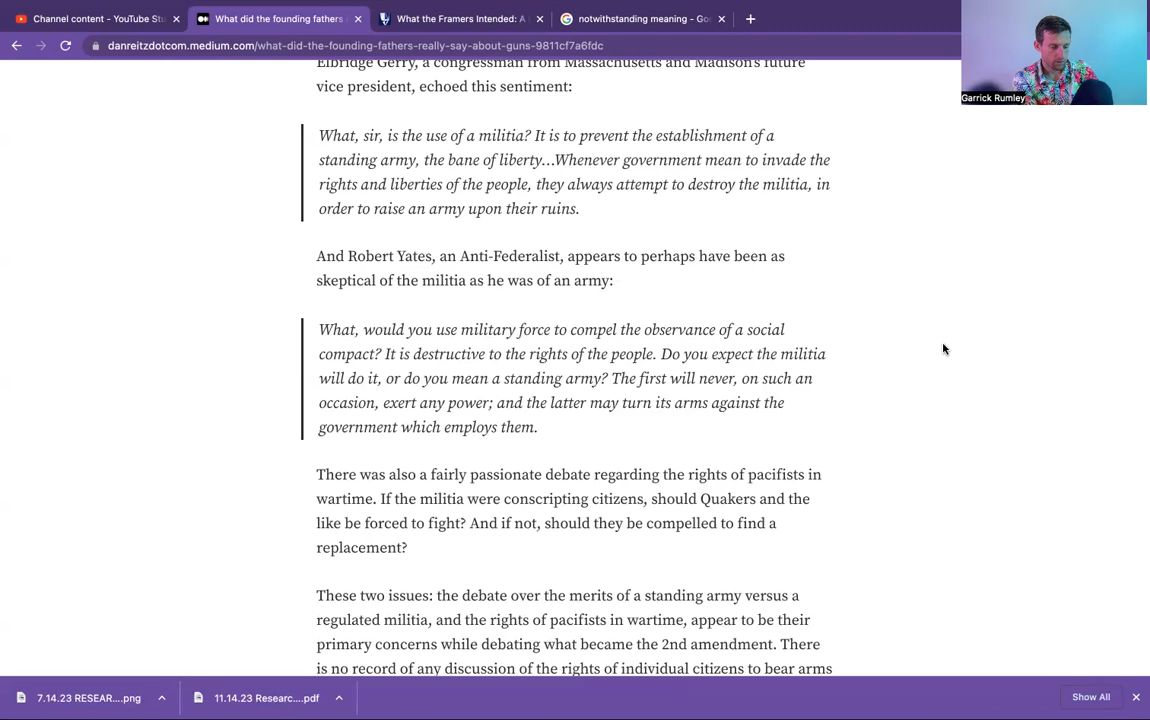 Channel content - YouTube Stu
What did the founding fathers
What the Framers Intended: A
notwithstanding meaning - Goo
danreitzdotcom.medium.com/what-did-the-founding-fathers-really-say-about-guns-9811cf7a6fdc
Garrick Rumley
Elbridge Gerry, a congressman from Massachusetts and Madison's future
vice president, echoed this sentiment:
What, sir, is the use of a militia? It is to prevent the establishment of a
standing army, the bane of liberty…Whenever government mean to invade the
rights and liberties of the people, they always attempt to destroy the militia, in
order to raise an army upon their ruins.
And Robert Yates, an Anti-Federalist, appears to perhaps have been as
skeptical of the militia as he was of an army:
What, would you use military force to compel the observance of a social
compact? It is destructive to the rights of the people. Do you expect the militia
will do it, or do you mean a standing army? The first will never, on such an
occasion, exert any power; and the latter may turn its arms against the
government which employs them.
There was also a fairly passionate debate regarding the rights of pacifists in
wartime. If the militia were conscripting citizens, should Quakers and the
like be forced to fight? And if not, should they be compelled to find a
replacement?
These two issues: the debate over the merits of a standing army versus a
regulated militia, and the rights of pacifists in wartime, appear to be their
primary concerns while debating what became the 2nd amendment. There
is no record of any discussion of the rights of individual citizens to bear arms
7.14.23 RESEAR....png
11.14.23 Researc....pdf
Show All